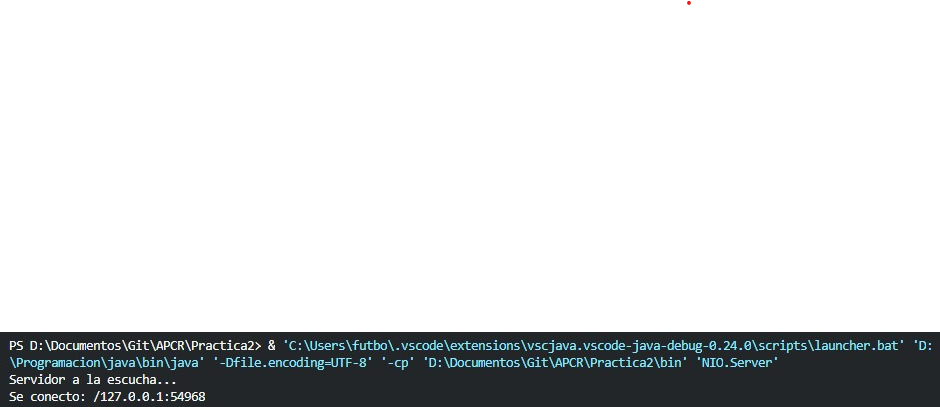 PS D:\Documentos\Git\APCR\Practica2> & 'C:\Users\futbo\.vscode\extensions\vscjava.vscode-java-debug-0.24.0\scripts\launcher.bat' 'D:
\Programacion\java\bin\java' '-Dfile.encoding=UTF-8' '-cp' 'D:\Documentos\Git\APCR\Practica2\bin' 'NIO.Server'
Servidor a la escucha...
Se conecto: /127.0.0.1:54968